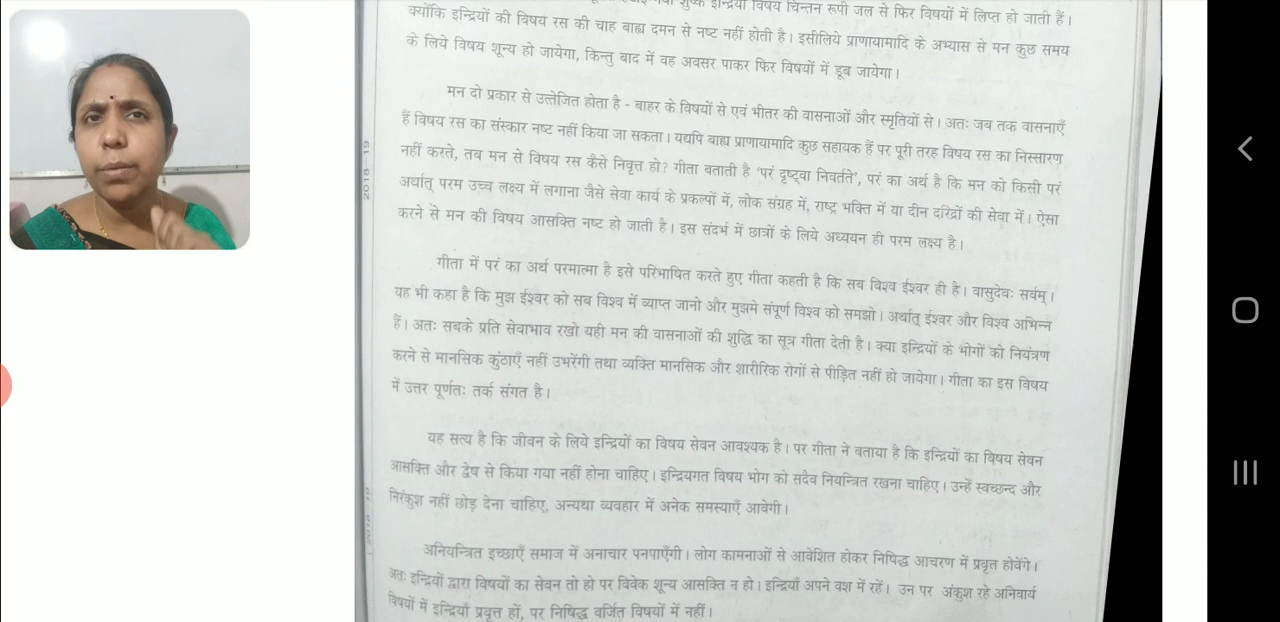 इन्द्रियाँ विषय चिन्तन रूपी जल से फिर विषयों में लिप्त हो जाती हैं।
क्योंकि इन्द्रियों की विषय रस की चाह बाह्य दमन से नष्ट नहीं होती है। इसीलिये प्राणायामादि के अभ्यास से मन कुछ समय
के लिये विषय शून्य हो जायेगा, किन्तु बाद में वह अवसर पाकर फिर विषयों में डूब जायेगा।
मन दो प्रकार से उत्तेजित होता है - बाहर के विषयों से एवं भीतर की वासनाओं और स्मृतियों से। अतः जब तक वासनाएँ
हैं विषय रस का संस्कार नष्ट नहीं किया जा सकता। यद्यपि बाह्य प्राणायामादि कुछ सहायक हैं पर पूरी तरह विषय रस का निस्सारण
नहीं करते, तब मन से विषय रस कैसे निवृत्त हो? गीता बताती है ‘परं दृष्ट्वा निवर्तते’, परं का अर्थ है कि मन को किसी परं
अर्थात् परम उच्च लक्ष्य में लगाना जैसे सेवा कार्य के प्रकल्पों में, लोक संग्रह में, राष्ट्र भक्ति में या दीन दरिद्रों की सेवा में। ऐसा
करने से मन की विषय आसक्ति नष्ट हो जाती है। इस संदर्भ में छात्रों के लिये अध्ययन ही परम लक्ष्य है।
गीता में परं का अर्थ परमात्मा है इसे परिभाषित करते हुए गीता कहती है कि सब विश्व ईश्वर ही है। वासुदेवः सर्वम्।
यह भी कहा है कि मुझ ईश्वर को सब विश्व में व्याप्त जानो और मुझमे संपूर्ण विश्व को समझो। अर्थात् ईश्वर और विश्व अभिन्न
हैं। अतः सबके प्रति सेवाभाव रखो यही मन की वासनाओं की शुद्धि का सूत्र गीता देती है। क्या इन्द्रियों के भोगों को नियंत्रण
करने से मानसिक कुंठाएँ नहीं उभरेंगी तथा व्यक्ति मानसिक और शारीरिक रोगों से पीड़ित नहीं हो जायेगा। गीता का इस विषय
में उत्तर पूर्णतः तर्क संगत है।
यह सत्य है कि जीवन के लिये इन्द्रियों का विषय सेवन आवश्यक है। पर गीता ने बताया है कि इन्द्रियों का विषय सेवन
आसक्ति और द्वेष से किया गया नहीं होना चाहिए। इन्द्रियगत विषय भोग को सदैव नियन्त्रित रखना चाहिए। उन्हें स्वच्छन्द और
निरंकुश नहीं छोड़ देना चाहिए, अन्यथा व्यवहार में अनेक समस्याएँ आवेगी।
अनियन्त्रित इच्छाएँ समाज में अनाचार पनपाएँगी। लोग कामनाओं से आवेशित होकर निषिद्ध आचरण में प्रवृत्त होवेंगे।
अतः इन्द्रियों द्वारा विषयों का सेवन तो हो पर विवेक शून्य आसक्ति न हो। इन्द्रियाँ अपने वश में रहें। उन पर अंकुश रहे अनिवार्य
विषयों में इन्द्रियाँ प्रवृत्त हों, पर निषिद्ध वर्जित विषयों में नहीं।
2018-19